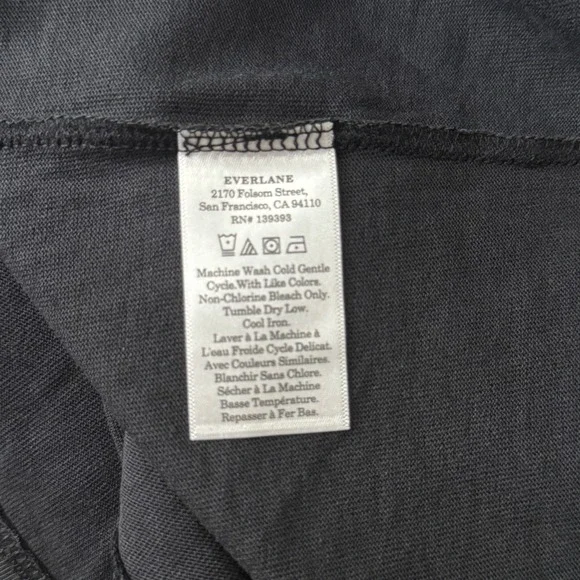 EVERLANE
2170 Folsom Street,
San Francisco, CA 94110
RN# 139393
Machine Wash Cold Gentle
Cycle.With Like Colors.
Non-Chlorine Bleach Only.
Tumble Dry Low.
Cool Iron.
Laver à La Machine à
L'eau Froide Cycle Delicat.
Avec Couleurs Similaires.
Blanchir Sans Chlore.
Sécher à La Machine
Basse Température.
Repasser à Fer Bas.